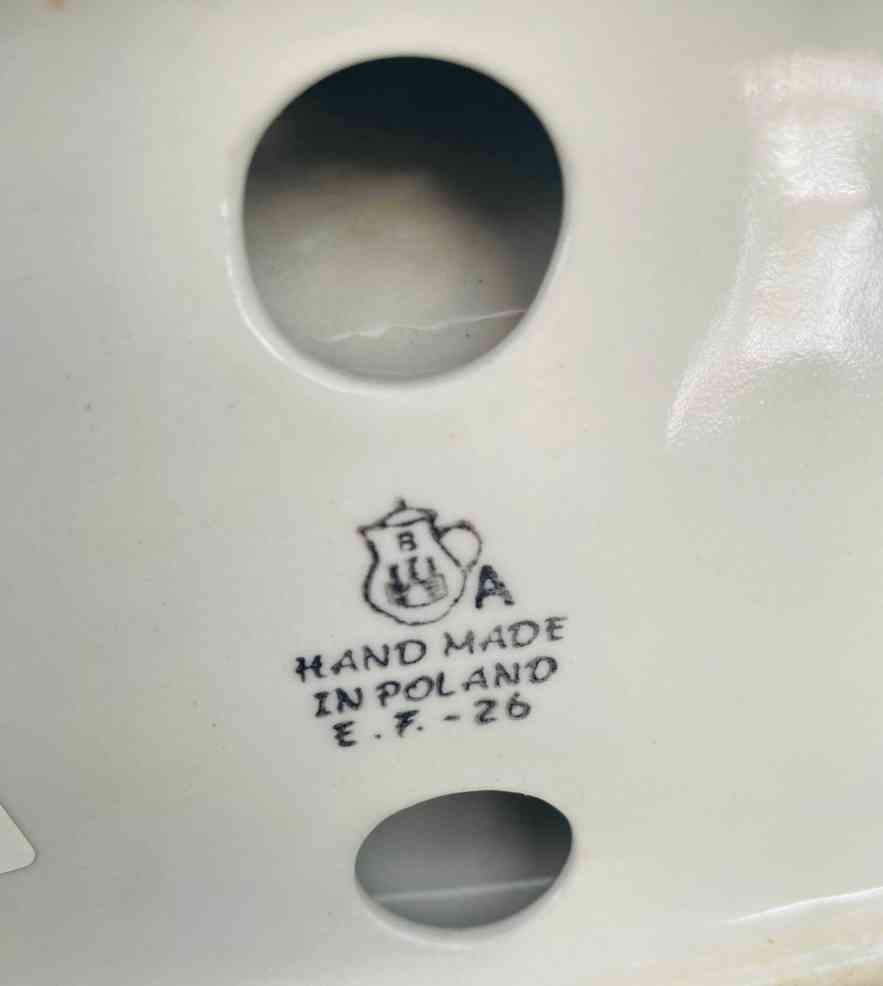 B
A
HAND MADE
IN POLAND
E.F.-26